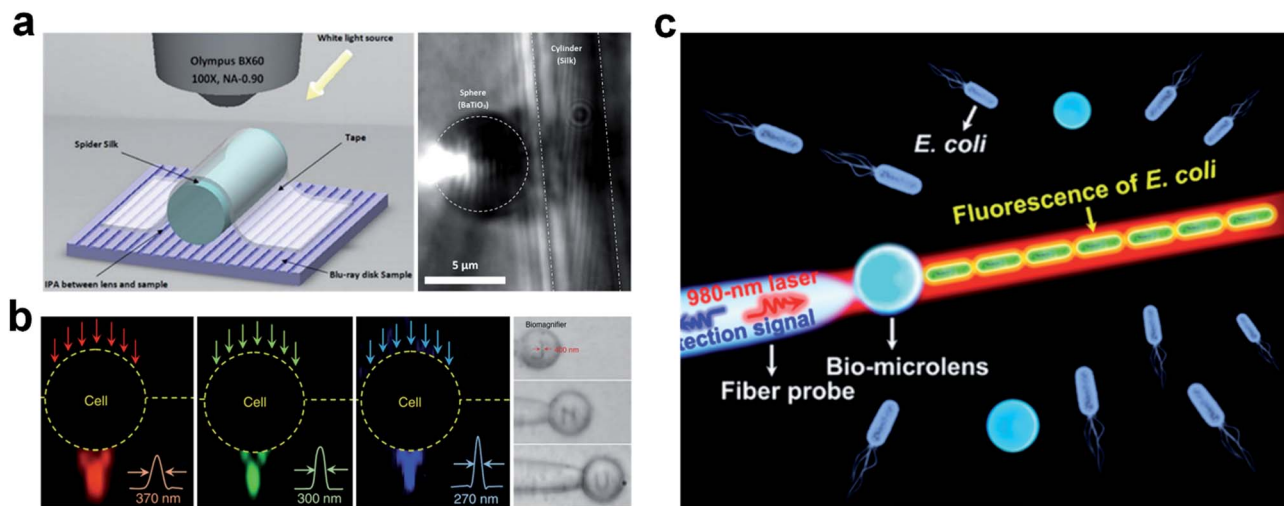 a
Olympus BX60
100X, NA-0.90
White light source
Spider Silk
Tape
IPA between lens and sample
Blu-ray disk Sample
Cylinder
(Silk)
Sphere
(BaTiO₃)
5 µm
b
Cell
370 nm
Cell
300 nm
Cell
270 nm
Biomagnifier
400 nm
c
E. coli
Fluorescence of E. coli
980-nm laser
tection signal
Bio-microlens
Fiber probe